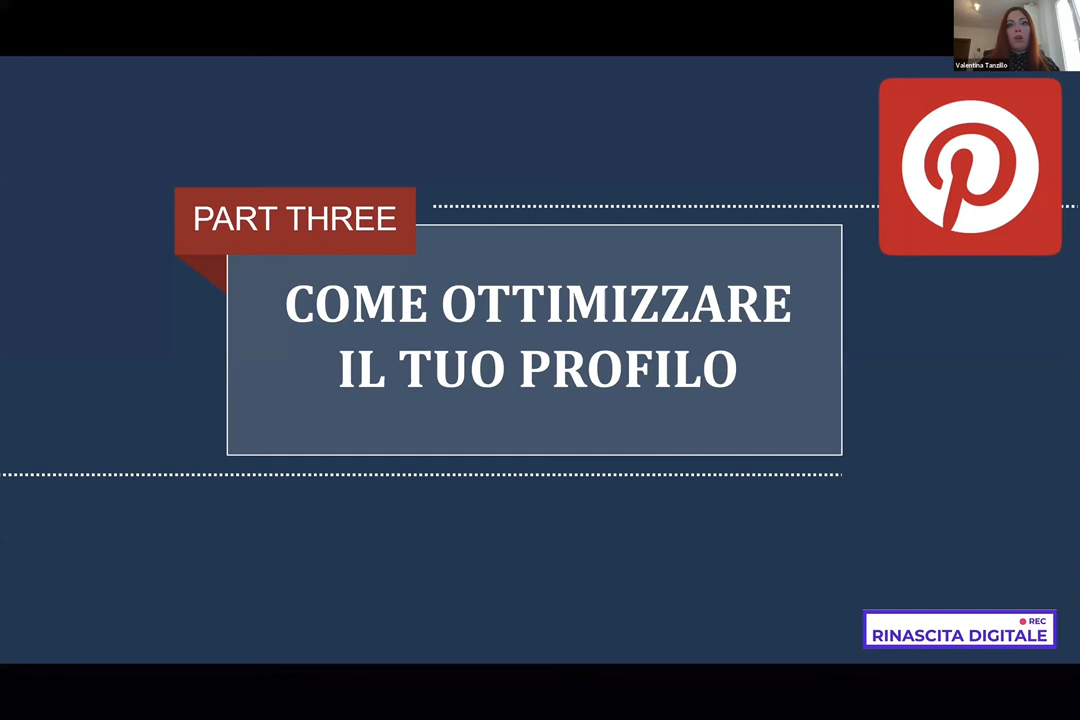 Valentina Tanzillo
PART THREE
COME OTTIMIZZARE
IL TUO PROFILO
REC
RINASCITA DIGITALE